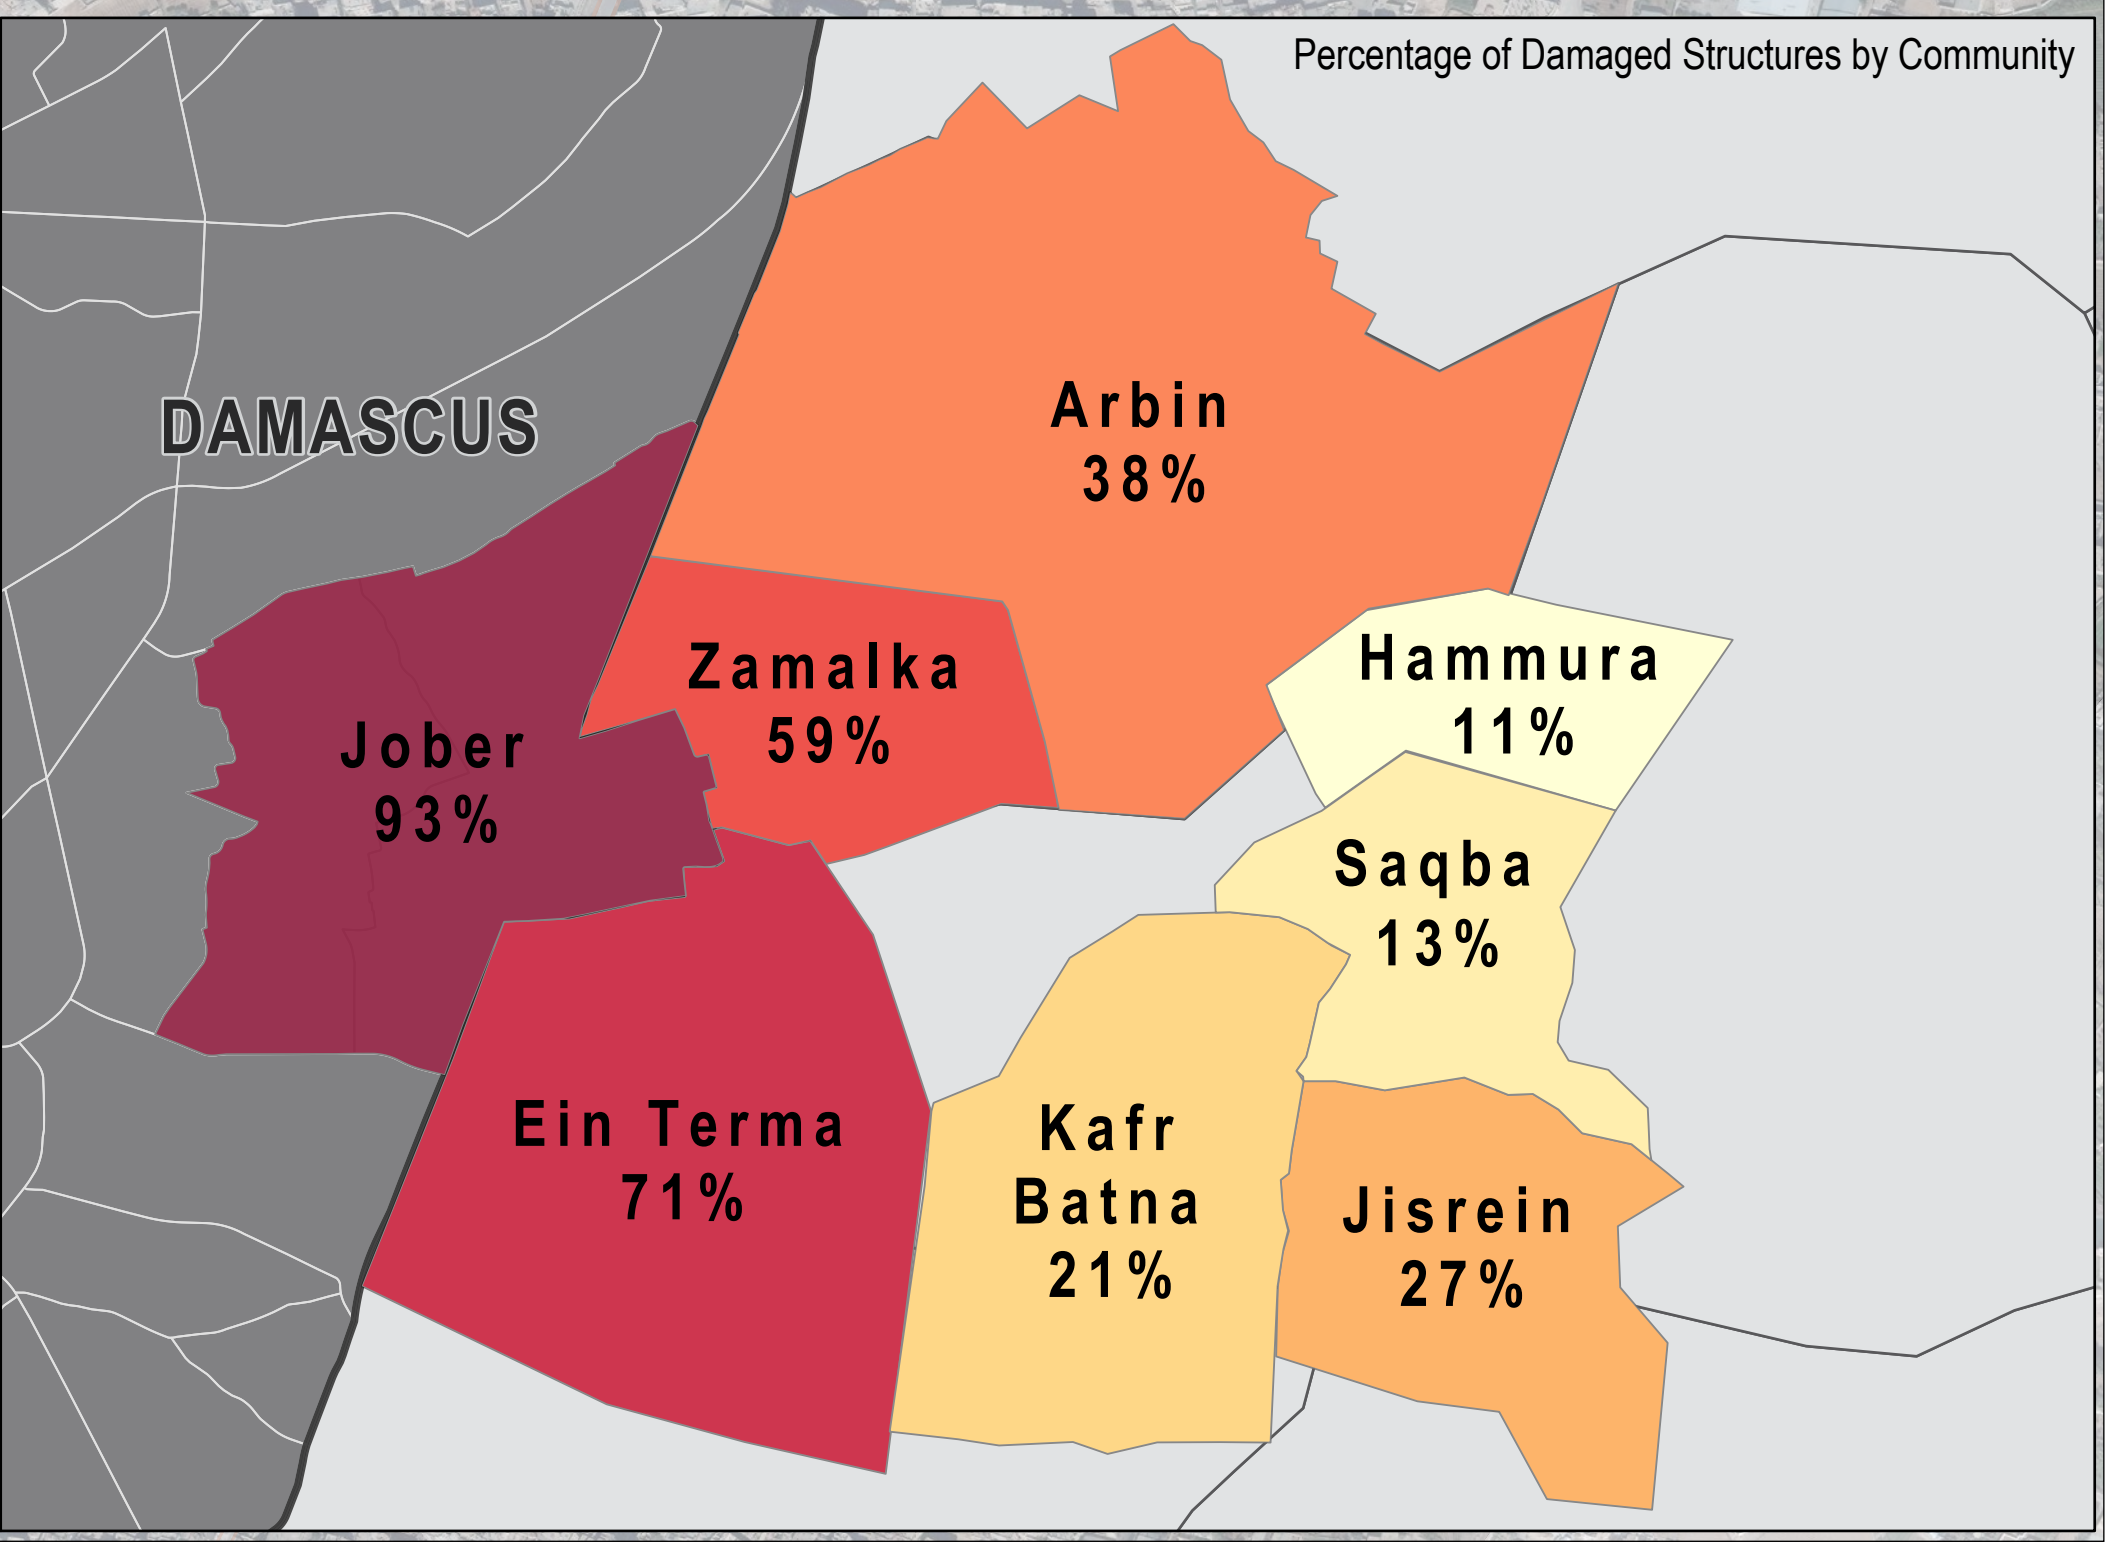 Percentage of Damaged Structures by Community
DAMASCUS
Arbin
38%
Zamalka
59%
Hammura
11%
Jober
93%
Saqba
13%
Ein Terma
71%
Kafr
Batna
21%
Jisrein
27%